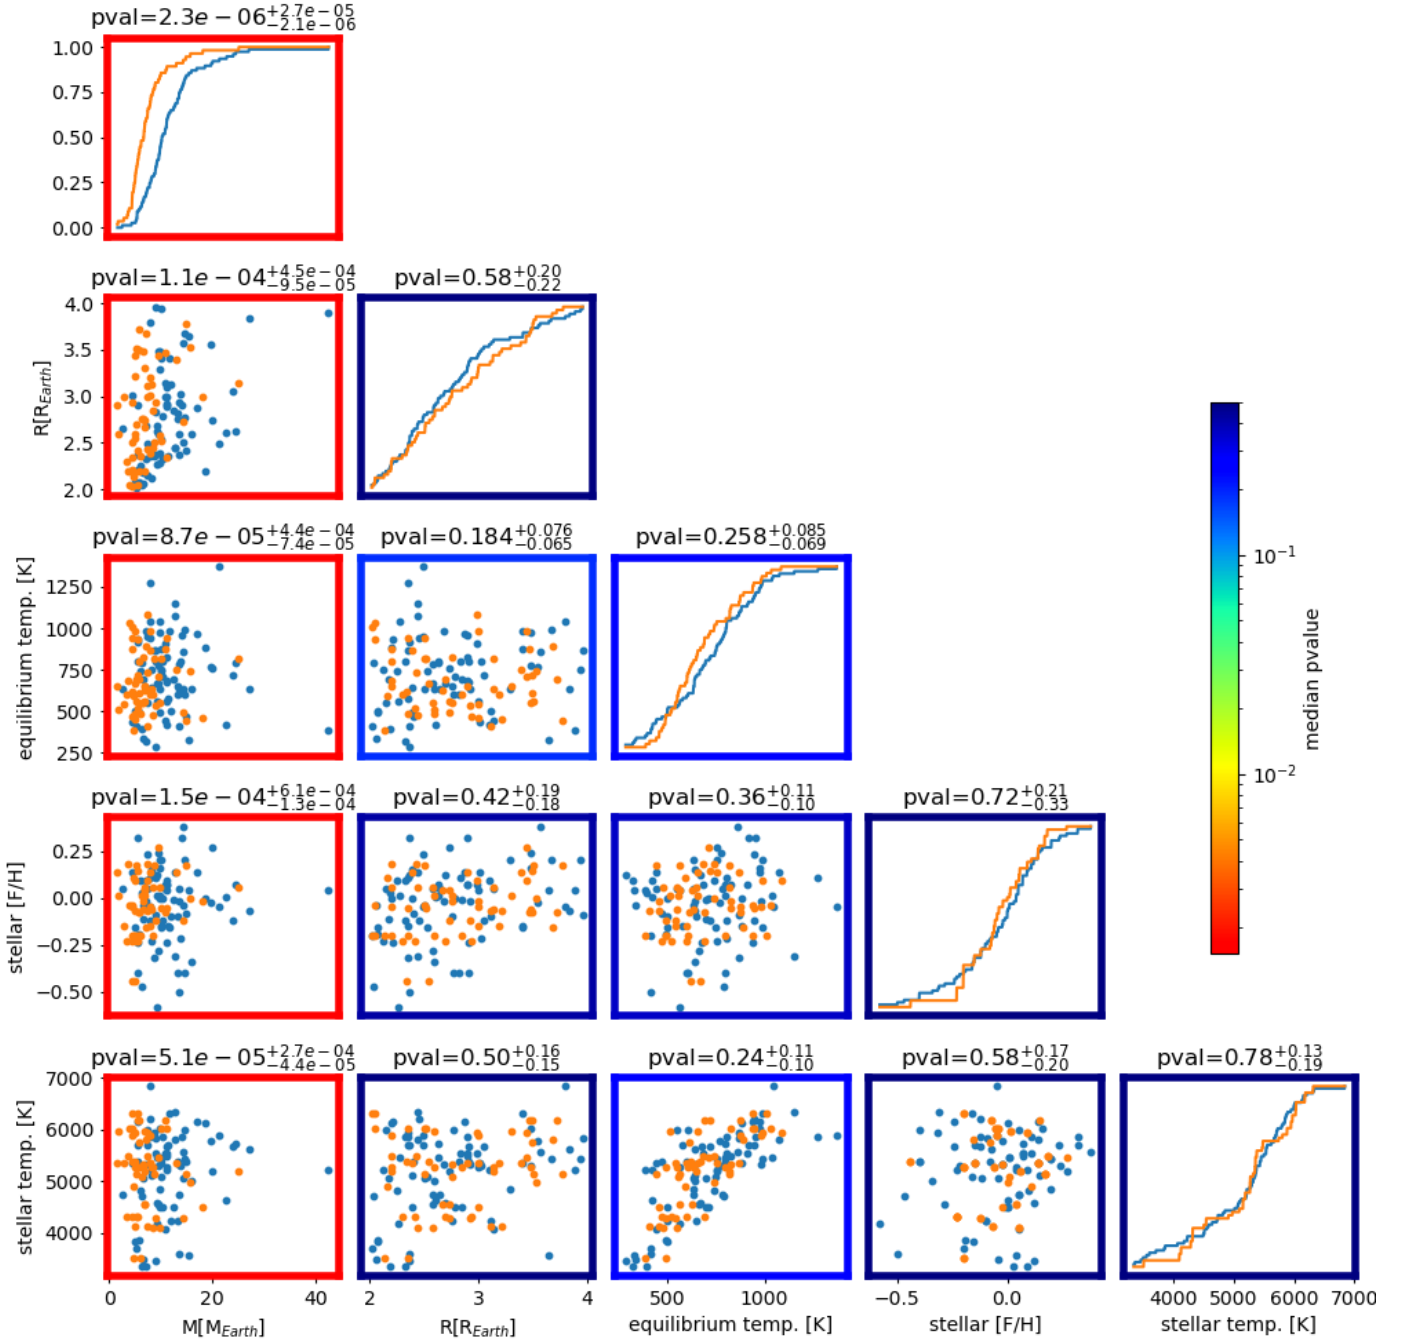 pval=2.3e − 06 +2.7e−05 −2.1e−06
1.00
0.75
0.50
0.25
0.00
pval=1.1e − 04 +4.5e−04 −9.5e−05
pval=0.58 +0.20 −0.22
4.0
3.5
3.0
2.5
2.0
R[R_Earth]
pval=8.7e − 05 +4.4e−04 −7.4e−05
pval=0.184 +0.076 −0.065
pval=0.258 +0.085 −0.069
1250
1000
750
500
250
equilibrium temp. [K]
10⁻¹
10⁻²
median pvalue
pval=1.5e − 04 +6.1e−04 −1.3e−04
pval=0.42 +0.19 −0.18
pval=0.36 +0.11 −0.10
pval=0.72 +0.21 −0.33
0.25
0.00
−0.25
−0.50
stellar [F/H]
pval=5.1e − 05 +2.7e−04 −4.4e−05
pval=0.50 +0.16 −0.15
pval=0.24 +0.11 −0.10
pval=0.58 +0.17 −0.20
pval=0.78 +0.13 −0.19
7000
6000
5000
4000
stellar temp. [K]
0 20 40
2 3 4
500 1000
−0.5 0.0
4000 5000 6000 7000
M[M_Earth]
R[R_Earth]
equilibrium temp. [K]
stellar [F/H]
stellar temp. [K]